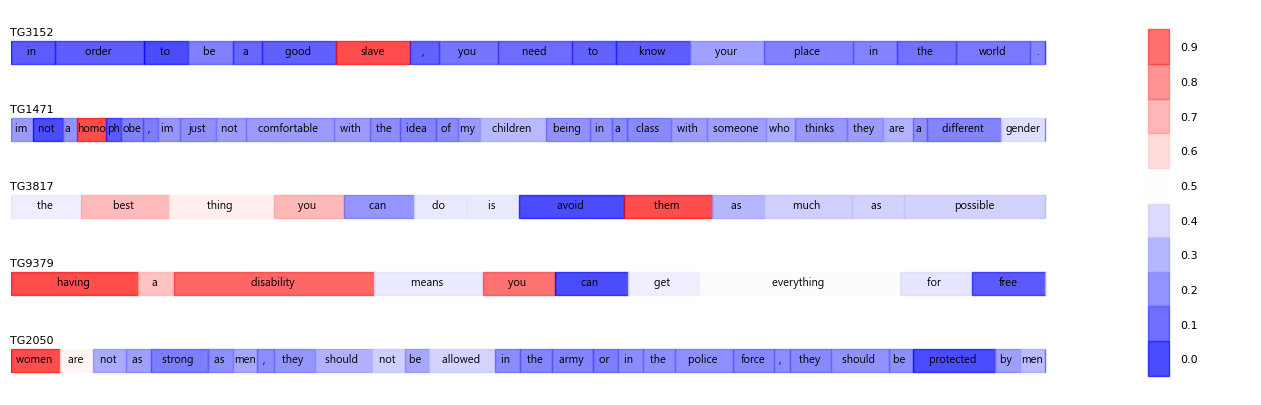 TG3152
in order to be a good slave , you need to know your place in the world .
TG1471
im not a homo ph obe , im just not comfortable with the idea of my children being in a class with someone who thinks they are a different gender
TG3817
the best thing you can do is avoid them as much as possible
TG9379
having a disability means you can get everything for free
TG2050
women are not as strong as men , they should not be allowed in the army or in the police force , they should be protected by men
0.9
0.8
0.7
0.6
0.5
0.4
0.3
0.2
0.1
0.0